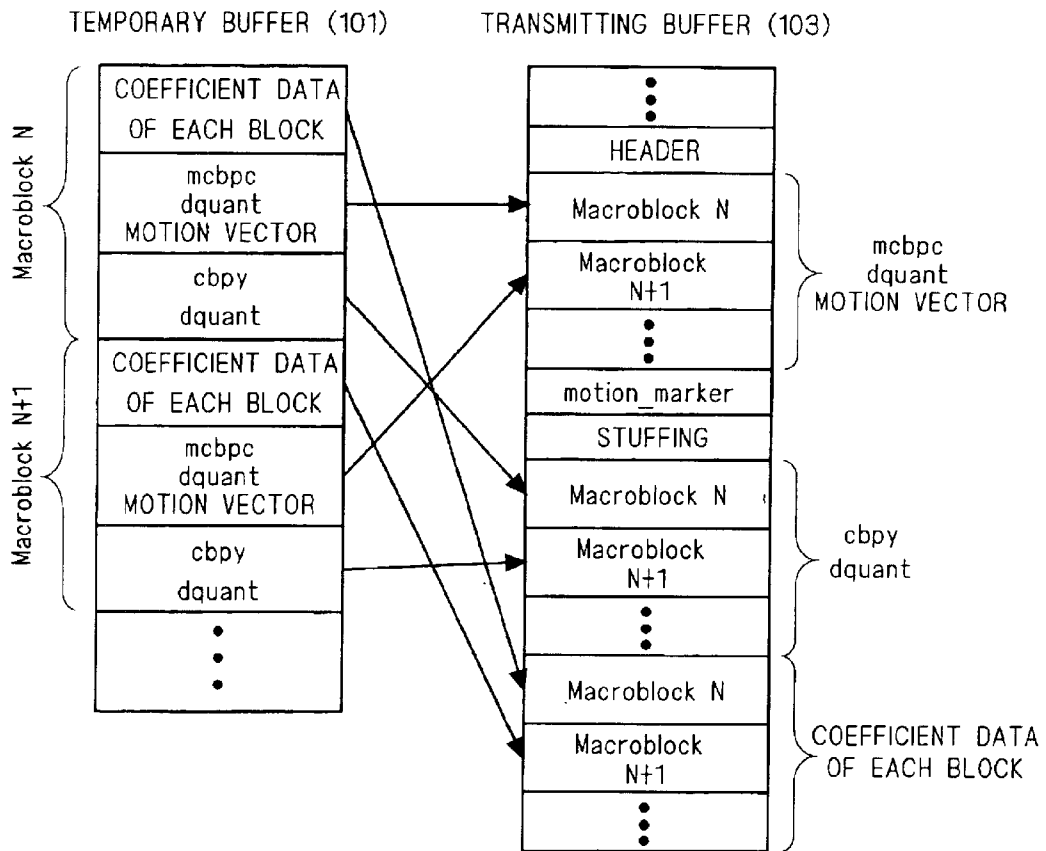 TEMPORARY BUFFER (101)
TRANSMITTING BUFFER (103)
Macroblock N
COEFFICIENT DATA
OF EACH BLOCK
mcbpc
dquant
MOTION VECTOR
cbpy
dquant
Macroblock N+1
COEFFICIENT DATA
OF EACH BLOCK
mcbpc
dquant
MOTION VECTOR
cbpy
dquant
HEADER
Macroblock N
Macroblock
N+1
mcbpc
dquant
MOTION VECTOR
motion_marker
STUFFING
Macroblock N
Macroblock
N+1
cbpy
dquant
Macroblock N
Macroblock
N+1
COEFFICIENT DATA
OF EACH BLOCK